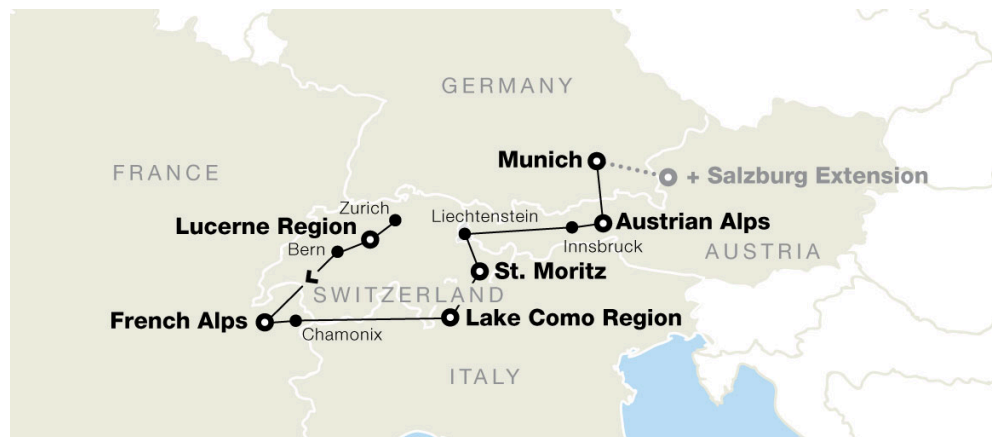 GERMANY
Munich
FRANCE
+ Salzburg Extension
Zurich
Liechtenstein
Lucerne Region
Austrian Alps
Bern
Innsbruck
AUSTRIA
St. Moritz
SWITZERLAND
French Alps
Lake Como Region
Chamonix
ITALY